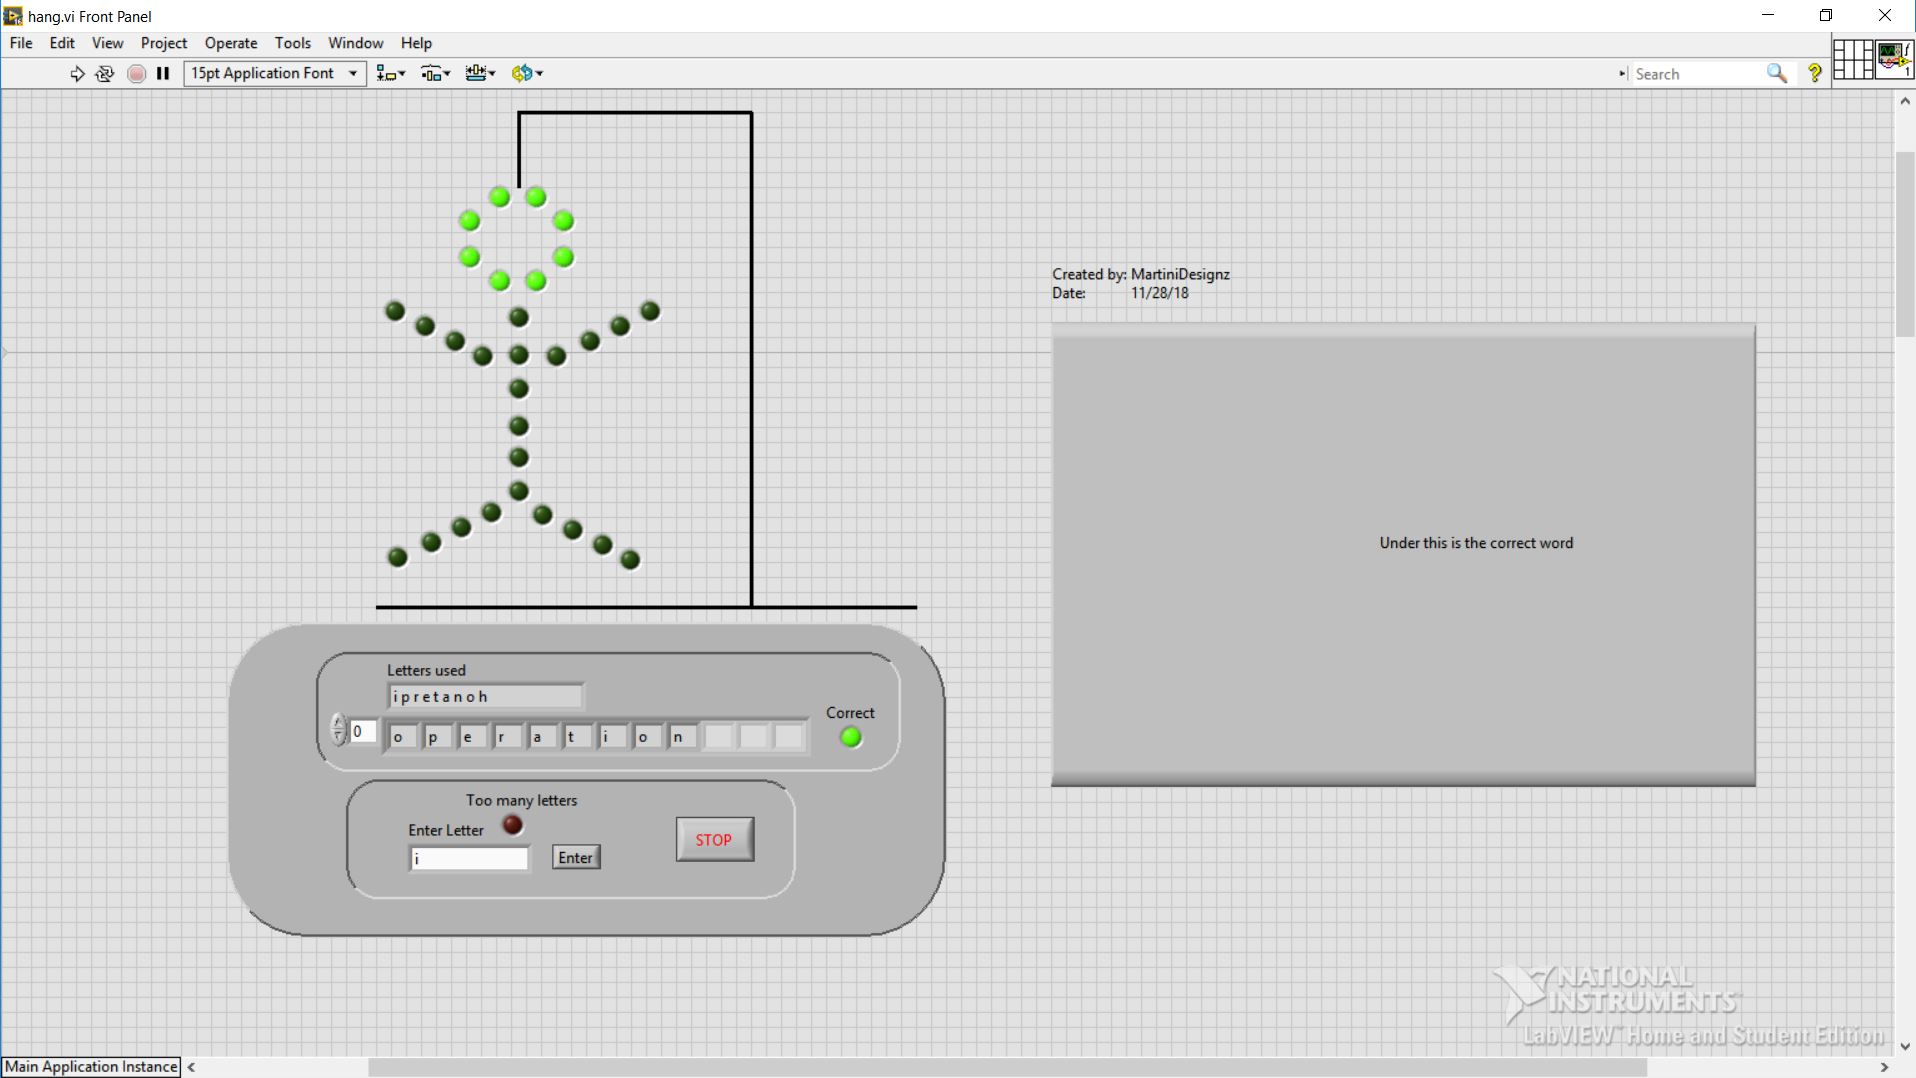 hang.vi Front Panel
File Edit View Project Operate Tools Window Help
15pt Application Font
Search
?
1
Created by: MartiniDesignz
Date: 11/28/18
Under this is the correct word
Letters used
i p r e t a n o h
Correct
0 o p e r a t i o n
Too many letters
Enter Letter
i
Enter
STOP
NATIONAL
INSTRUMENTS
LabVIEW™ Home and Student Edition
Main Application Instance